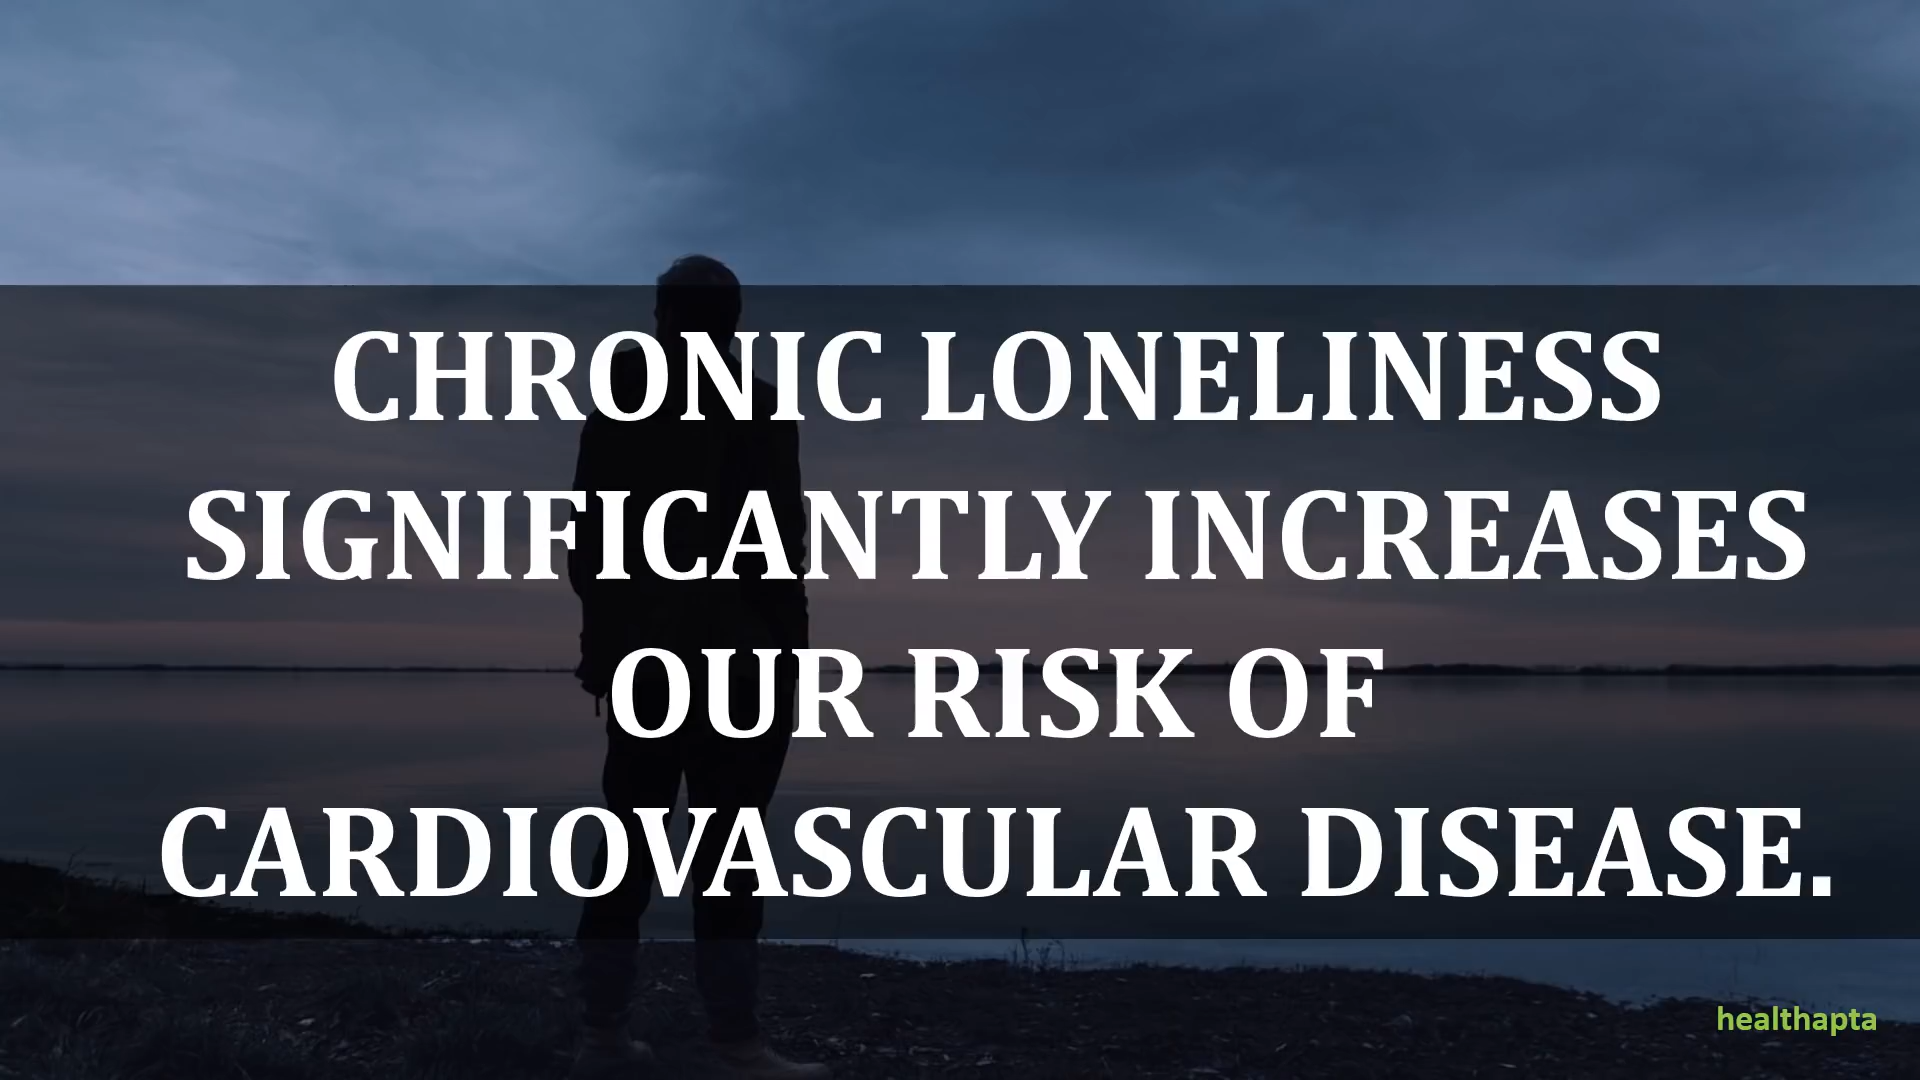 CHRONIC LONELINESS
SIGNIFICANTLY INCREASES
OUR RISK OF
CARDIOVASCULAR DISEASE.
healthapta